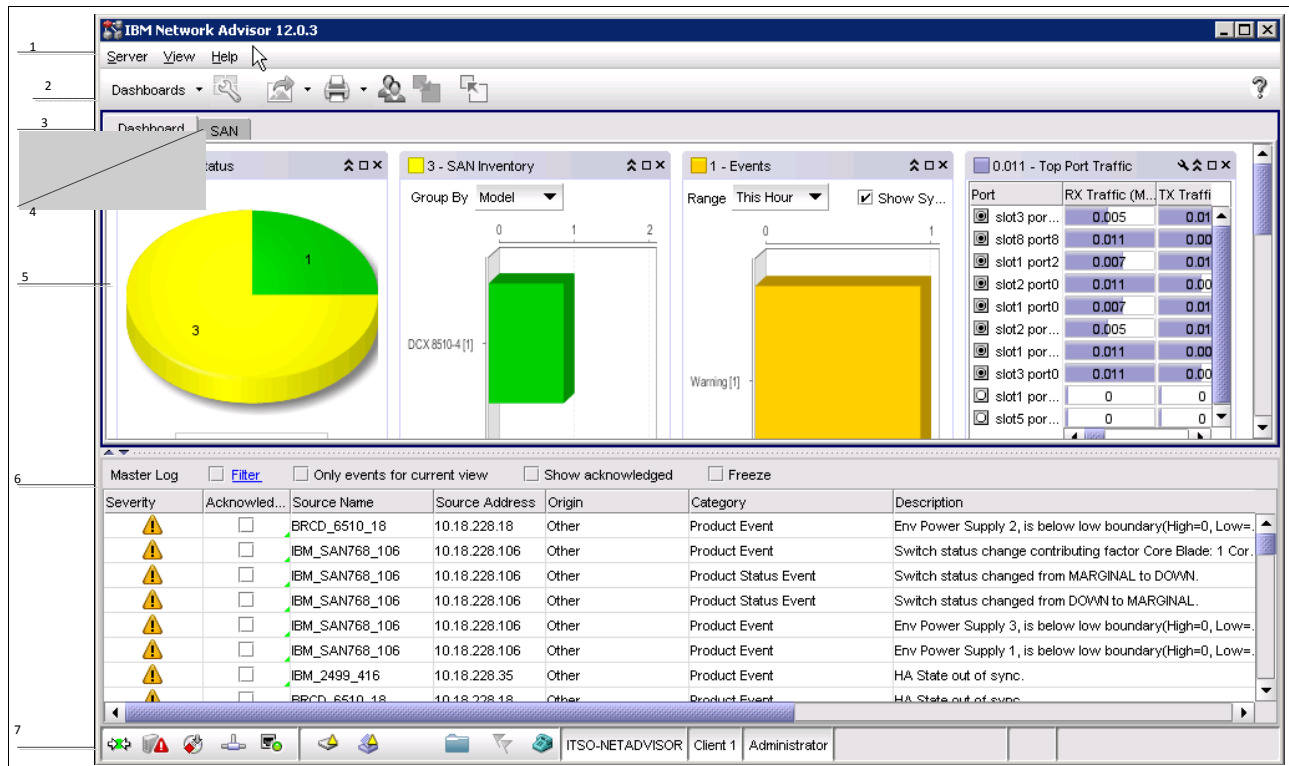 IBM Network Advisor 12.0.3
1
Server View Help
2
Dashboards
?
3
Dashboard SAN
tatus
3 - SAN Inventory
1 - Events
0.011 - Top Port Traffic
Group By Model
Range This Hour Show Sy...
Port RX Traffic (M... TX Traffi
4
0 1 2
0 1
slot3 por... 0.005 0.01
slot8 port8 0.011 0.00
slot1 port2 0.007 0.01
slot2 port0 0.011 0.00
slot1 port0 0.007 0.01
slot2 por... 0.005 0.01
slot1 por... 0.011 0.00
slot3 port0 0.011 0.00
slot1 por... 0 0
slot5 por... 0 0
5
1
3
DCX 8510-4 [1]
Warning [1]
6
Master Log Filter Only events for current view Show acknowledged Freeze
Severity Acknowled... Source Name Source Address Origin Category Description
BRCD_6510_18 10.18.228.18 Other Product Event Env Power Supply 2, is below low boundary(High=0, Low=.
IBM_SAN768_106 10.18.228.106 Other Product Event Switch status change contributing factor Core Blade: 1 Cor.
IBM_SAN768_106 10.18.228.106 Other Product Status Event Switch status changed from MARGINAL to DOWN.
IBM_SAN768_106 10.18.228.106 Other Product Status Event Switch status changed from DOWN to MARGINAL.
IBM_SAN768_106 10.18.228.106 Other Product Event Env Power Supply 3, is below low boundary(High=0, Low=.
IBM_SAN768_106 10.18.228.106 Other Product Event Env Power Supply 1, is below low boundary(High=0, Low=.
IBM_2499_416 10.18.228.35 Other Product Event HA State out of sync.
BRCD_6510_18 10.18.228.18 Other Product Event HA State out of sync.
7
ITSO-NETADVISOR Client 1 Administrator